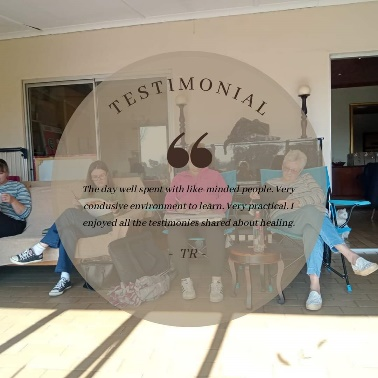 TESTIMONIAL
“
The day well spent with like-minded people. Very
condusive environment to learn. Very practical. I
enjoyed all the testimonies shared about healing.
- TR -